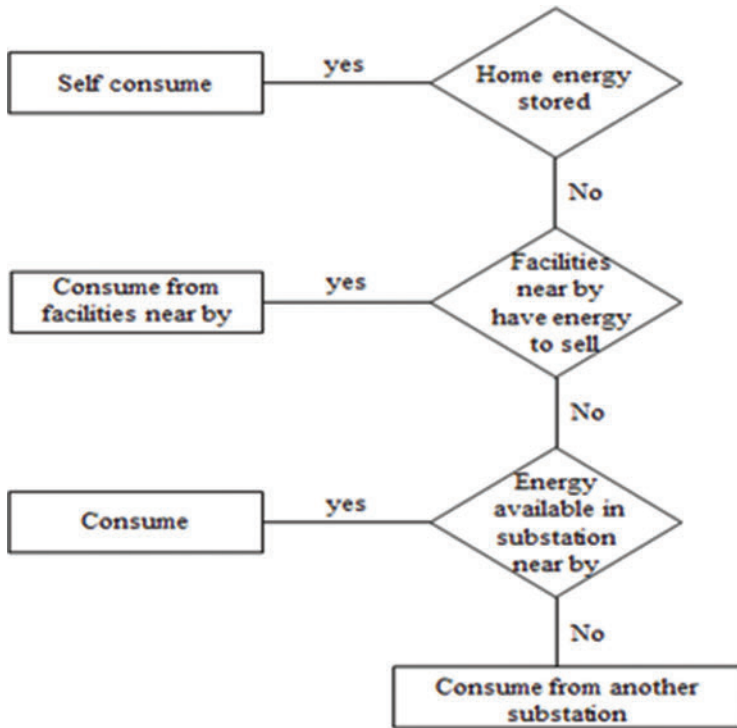 Home energy
stored
yes
Self consume
No
Facilities
near by
have energy
to sell
yes
Consume from
facilities near by
No
Energy
available in
substation
near by
yes
Consume
No
Consume from another
substation